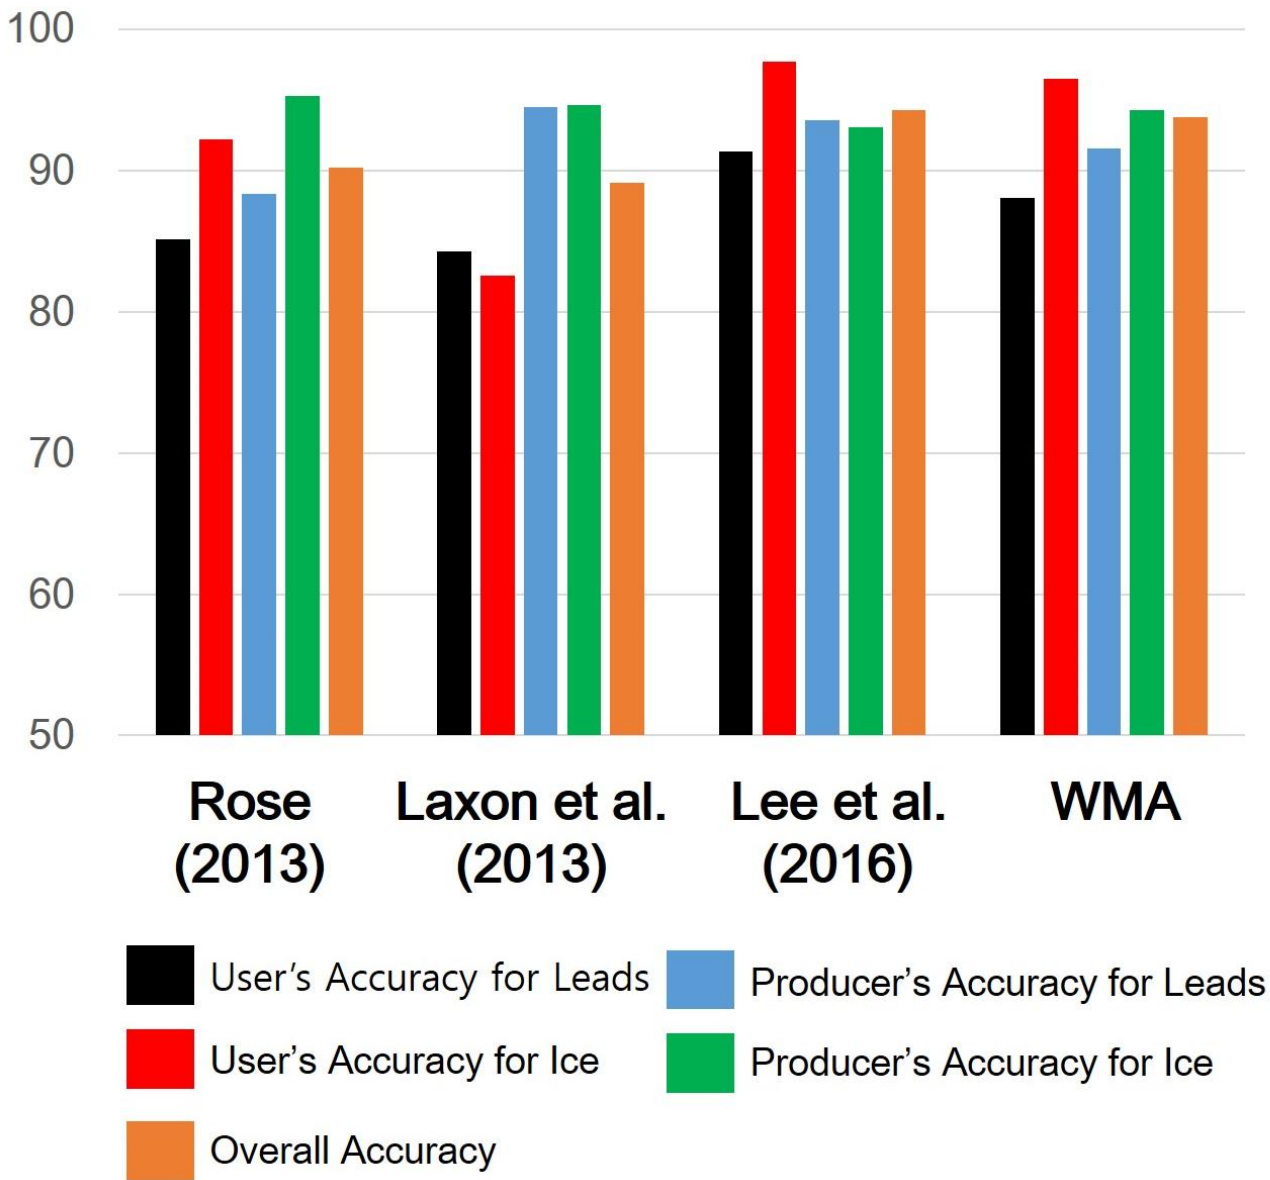 100
90
80
70
60
50
Rose
(2013)
Laxon et al.
(2013)
Lee et al.
(2016)
WMA
User’s Accuracy for Leads
Producer’s Accuracy for Leads
User’s Accuracy for Ice
Producer’s Accuracy for Ice
Overall Accuracy